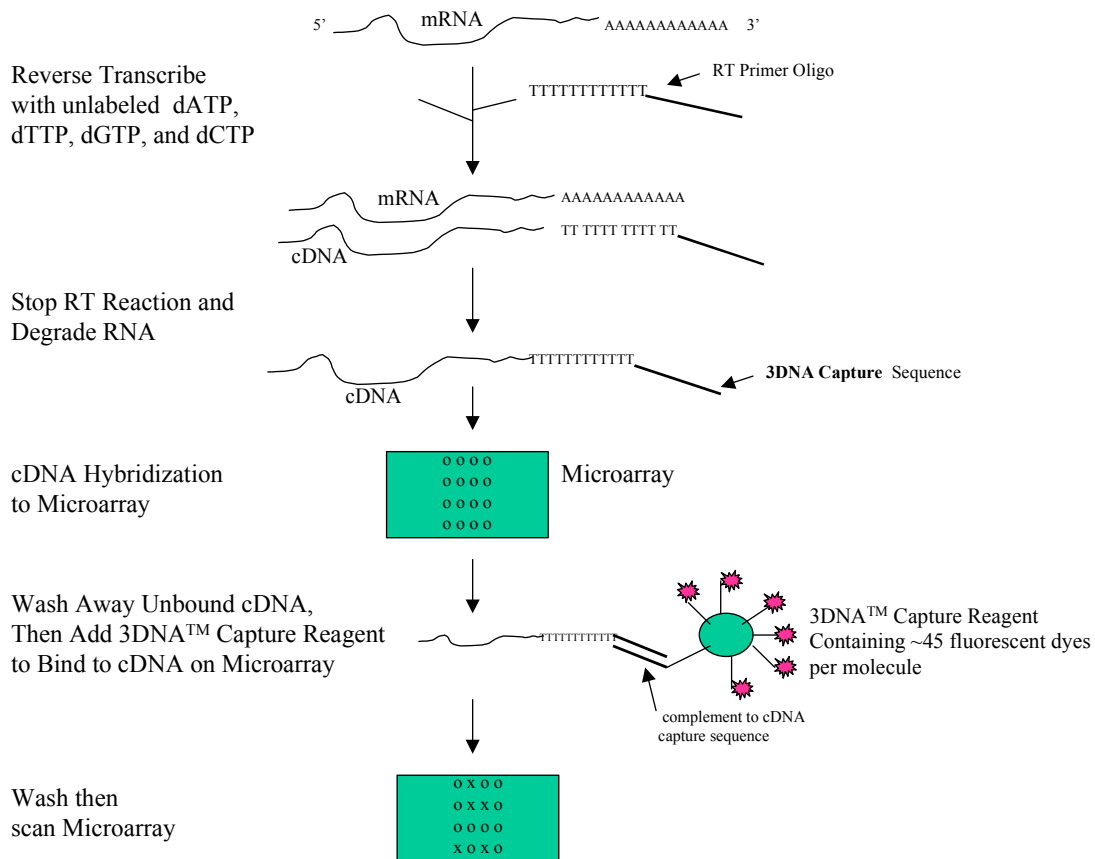 5’ mRNA AAAAAAAAAAAA 3’
Reverse Transcribe
with unlabeled dATP,
dTTP, dGTP, and dCTP
RT Primer Oligo
TTTTTTTTTTTT
mRNA AAAAAAAAAAAA
TT TTTT TTTT TT
cDNA
Stop RT Reaction and
Degrade RNA
TTTTTTTTTTTT
3DNA Capture Sequence
cDNA
cDNA Hybridization
to Microarray
o o o o
o o o o
o o o o
o o o o
Microarray
Wash Away Unbound cDNA,
Then Add 3DNA™ Capture Reagent
to Bind to cDNA on Microarray
TTTTTTTTTTTT
3DNA™ Capture Reagent
Containing ~45 fluorescent dyes
per molecule
complement to cDNA
capture sequence
Wash then
scan Microarray
o x o o
o x x o
o o o o
x o x o